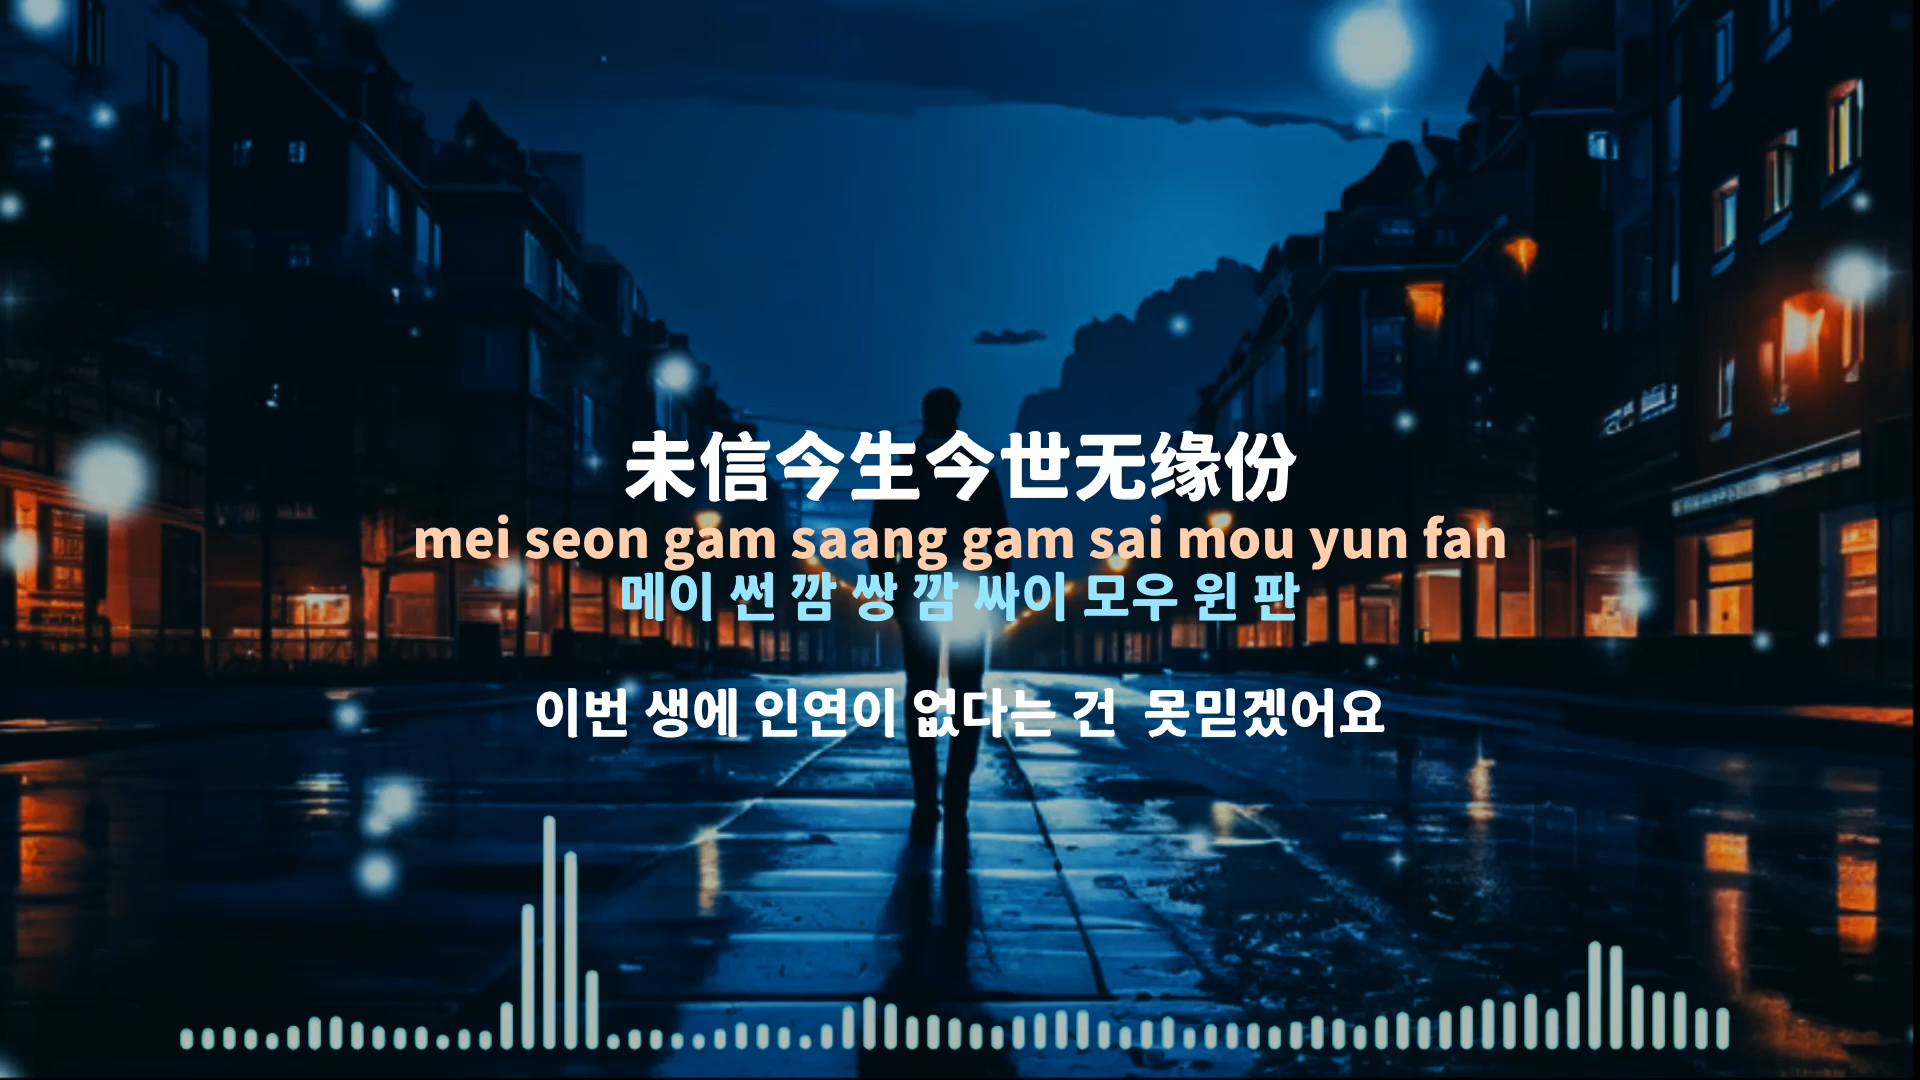 未信今生今世无缘份
mei seon gam saang gam sai mou yun fan
메이 썬 깜 쌍 깜 싸이 모우 윈 판
이번 생에 인연이 없다는 건  못믿겠어요